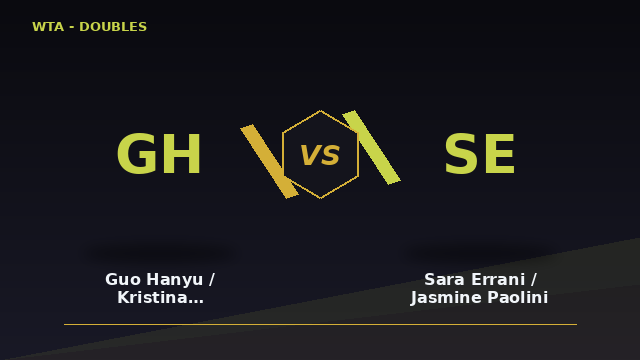 WTA - DOUBLES
GH
VS
SE
Guo Hanyu /
Kristina...
Sara Errani /
Jasmine Paolini